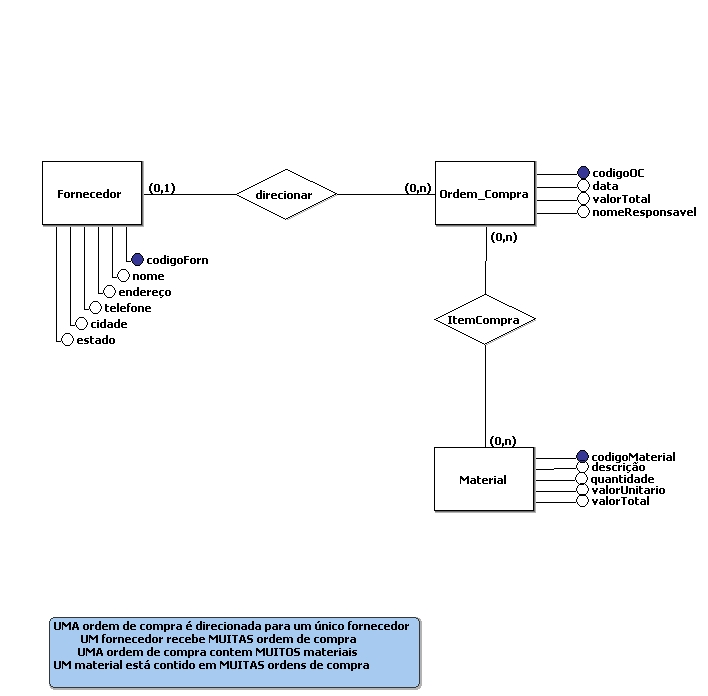 Fornecedor
(0,1)
direcionar
(0,n)
Ordem_Compra
codigoOC
data
valorTotal
nomeResponsavel
(0,n)
codigoForn
nome
endereço
telefone
cidade
estado
ItemCompra
(0,n)
Material
codigoMaterial
descrição
quantidade
valorUnitario
valorTotal
UMA ordem de compra é direcionada para um único fornecedor
UM fornecedor recebe MUITAS ordem de compra
UMA ordem de compra contem MUITOS materiais
UM material está contido em MUITAS ordens de compra